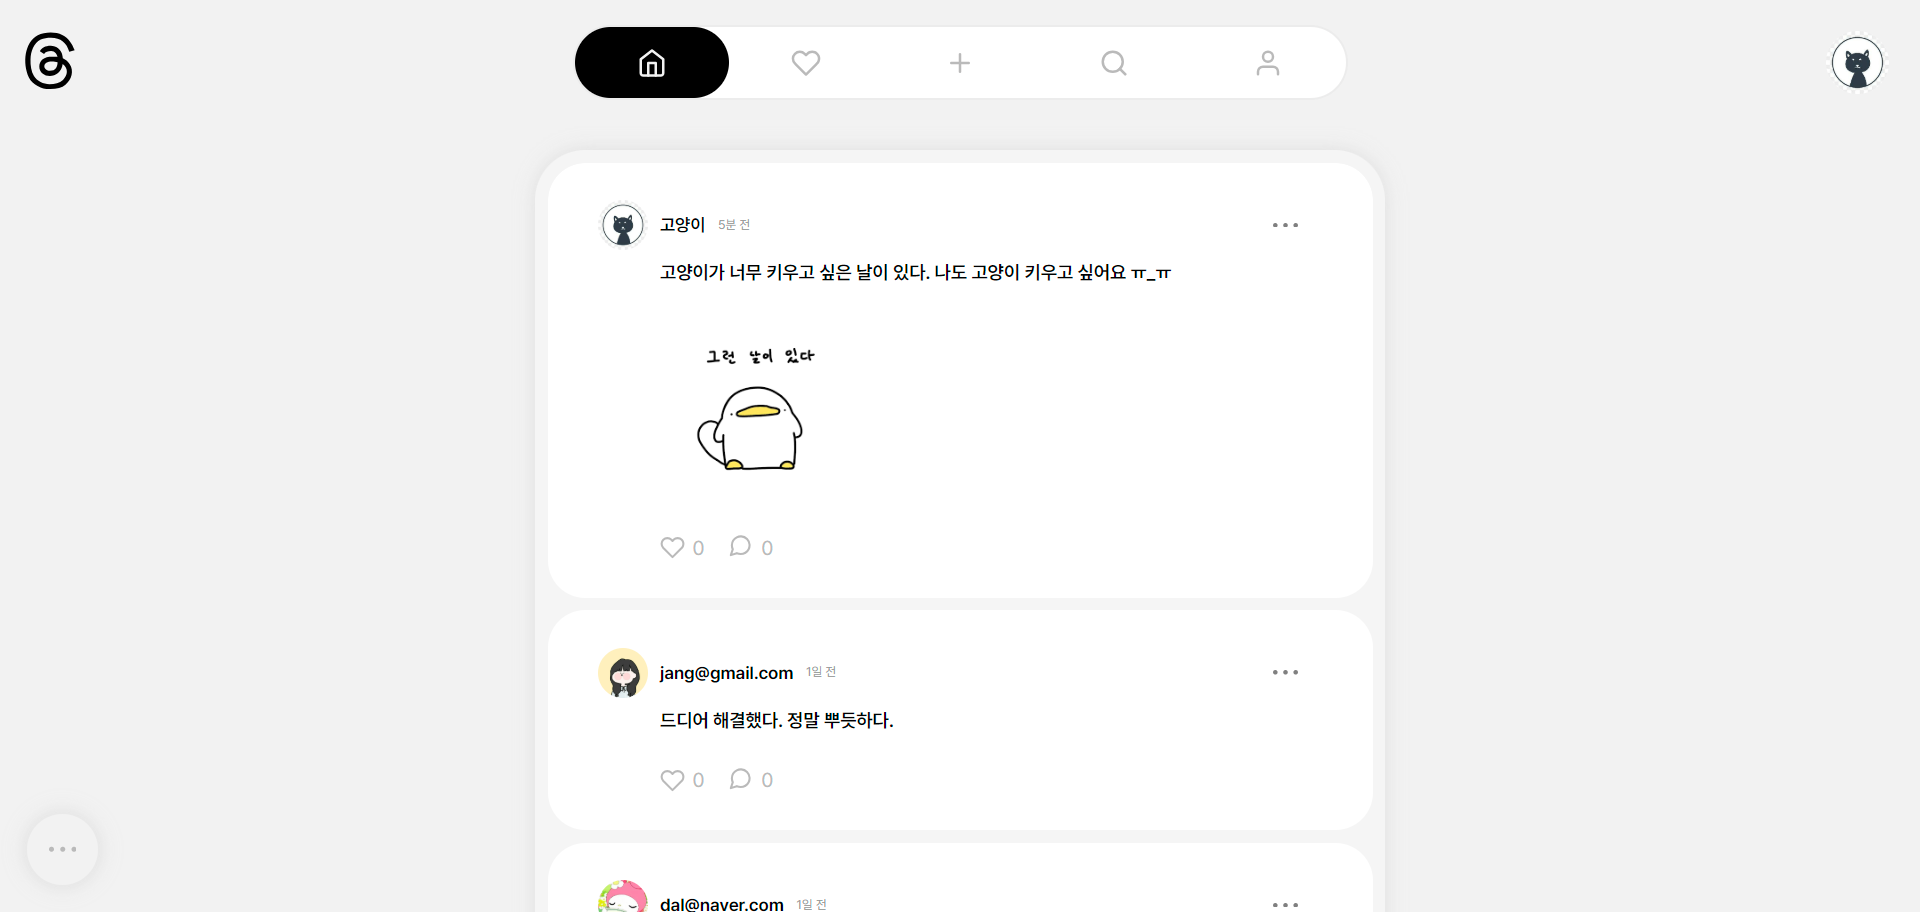 고양이 5분 전
고양이가 너무 키우고 싶은 날이 있다. 나도 고양이 키우고 싶어요 ㅠ_ㅠ
그런 날이 있다
0 0
jang@gmail.com 1일 전
드디어 해결했다. 정말 뿌듯하다.
0 0
dal@naver.com 1일 전